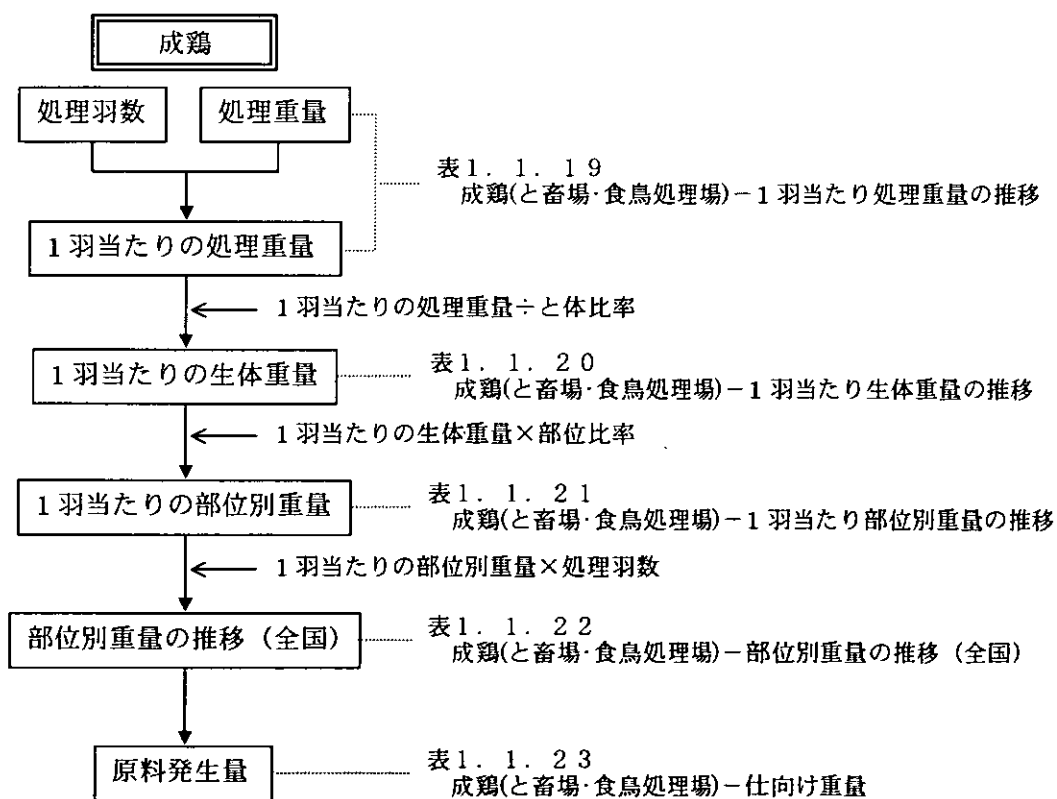 成鶏
処理羽数 処理重量
表1.1.19
成鶏(と畜場・食鳥処理場)－1羽当たり処理重量の推移
1羽当たりの処理重量
1羽当たりの処理重量÷と体比率
1羽当たりの生体重量
表1.1.20
成鶏(と畜場・食鳥処理場)－1羽当たり生体重量の推移
1羽当たりの生体重量×部位比率
1羽当たりの部位別重量
表1.1.21
成鶏(と畜場・食鳥処理場)－1羽当たり部位別重量の推移
1羽当たりの部位別重量×処理羽数
部位別重量の推移（全国）
表1.1.22
成鶏(と畜場・食鳥処理場)－部位別重量の推移（全国）
原料発生量
表1.1.23
成鶏(と畜場・食鳥処理場)－仕向け重量